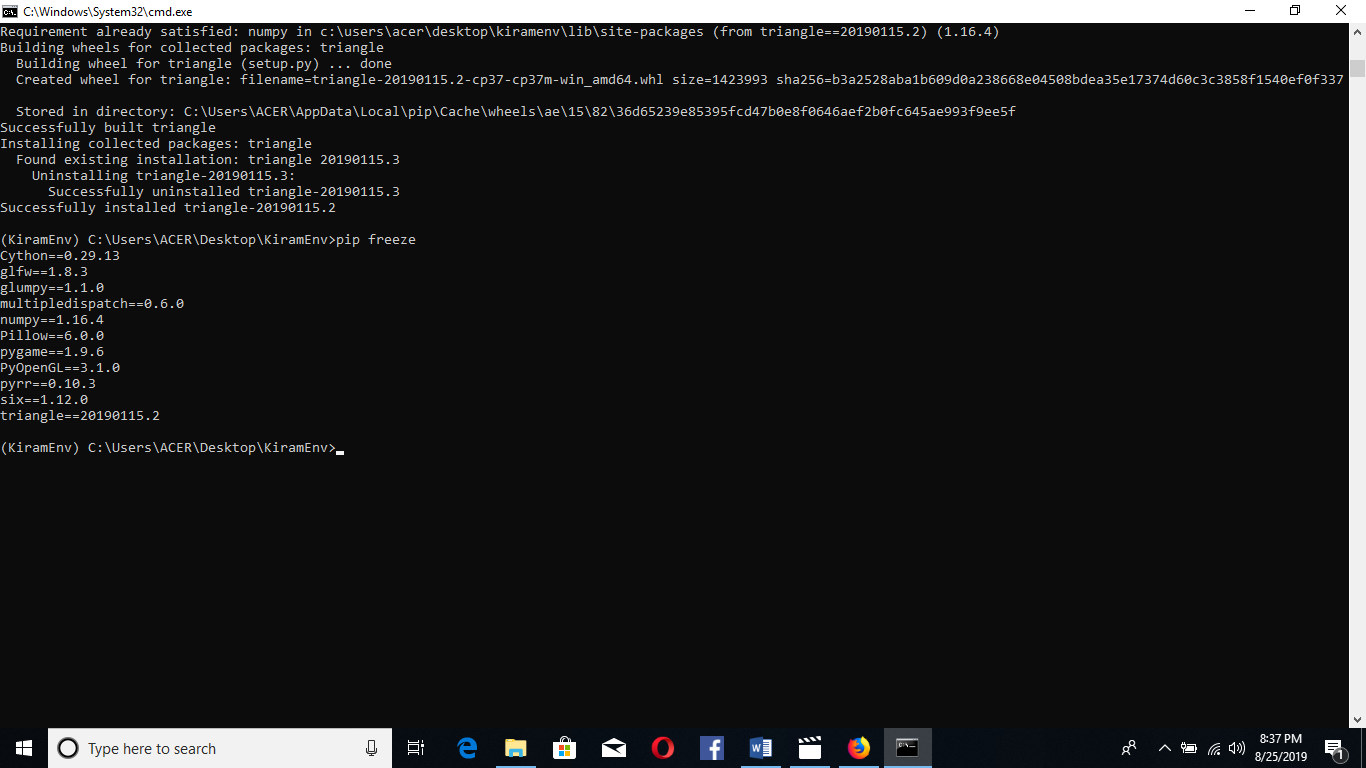 C:\Windows\System32\cmd.exe
Requirement already satisfied: numpy in c:\users\acer\desktop\kiramenv\lib\site-packages (from triangle==20190115.2) (1.16.4)
Building wheels for collected packages: triangle
  Building wheel for triangle (setup.py) ... done
  Created wheel for triangle: filename=triangle-20190115.2-cp37-cp37m-win_amd64.whl size=1423993 sha256=b3a2528aba1b609d0a238668e04508bdea35e17374d60c3c3858f1540ef0f337
  Stored in directory: C:\Users\ACER\AppData\Local\pip\Cache\wheels\ae\15\82\36d65239e85395fcd47b0e8f0646aef2b0fc645ae993f9ee5f
Successfully built triangle
Installing collected packages: triangle
  Found existing installation: triangle 20190115.3
    Uninstalling triangle-20190115.3:
      Successfully uninstalled triangle-20190115.3
Successfully installed triangle-20190115.2
(KiramEnv) C:\Users\ACER\Desktop\KiramEnv>pip freeze
Cython==0.29.13
glfw==1.8.3
glumpy==1.1.0
multipledispatch==0.6.0
numpy==1.16.4
Pillow==6.0.0
pygame==1.9.6
PyOpenGL==3.1.0
pyrr==0.10.3
six==1.12.0
triangle==20190115.2
(KiramEnv) C:\Users\ACER\Desktop\KiramEnv>
Type here to search
8:37 PM
8/25/2019
1